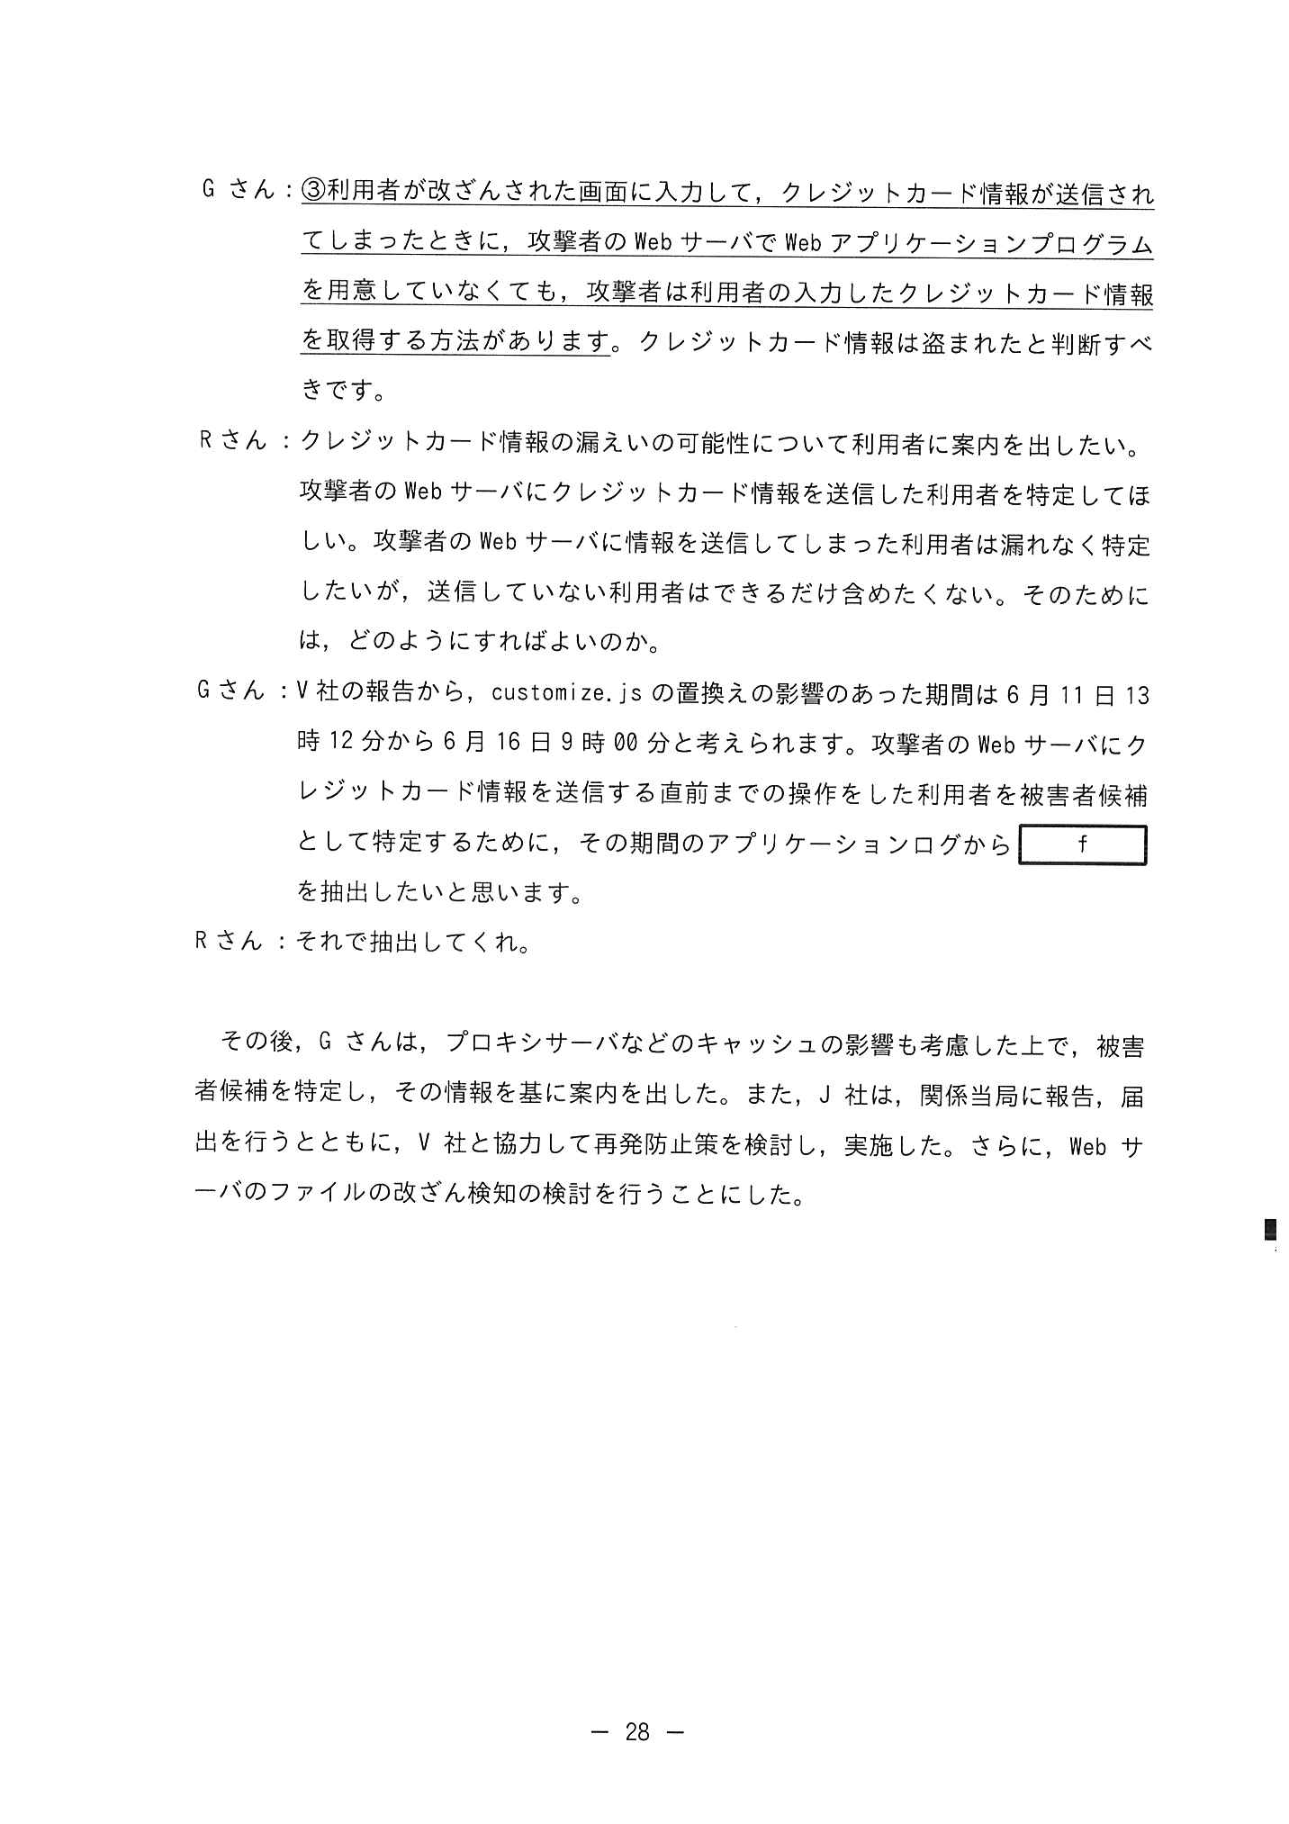 G さん：③利用者が改ざんされた画面に入力して，クレジットカード情報が送信され
てしまったときに，攻撃者の Web サーバで Web アプリケーションプログラム
を用意していなくても，攻撃者は利用者の入力したクレジットカード情報
を取得する方法があります。クレジットカード情報は盗まれたと判断すべ
きです。
R さん：クレジットカード情報の漏えいの可能性について利用者に案内を出したい。
攻撃者の Web サーバにクレジットカード情報を送信した利用者を特定してほ
しい。攻撃者の Web サーバに情報を送信してしまった利用者は漏れなく特定
したいが，送信していない利用者はできるだけ含めたくない。そのために
は，どのようにすればよいのか。
G さん：V 社の報告から，customize.js の置換えの影響のあった期間は 6 月 11 日 13
時 12 分から 6 月 16 日 9 時 00 分と考えられます。攻撃者の Web サーバにク
レジットカード情報を送信する直前までの操作をした利用者を被害者候補
として特定するために，その期間のアプリケーションログから f
を抽出したいと思います。
R さん：それで抽出してくれ。
その後，G さんは，プロキシサーバなどのキャッシュの影響も考慮した上で，被害
者候補を特定し，その情報を基に案内を出した。また，J 社は，関係当局に報告，届
出を行うとともに，V 社と協力して再発防止策を検討し，実施した。さらに，Web サ
ーバのファイルの改ざん検知の検討を行うことにした。
－ 28 －